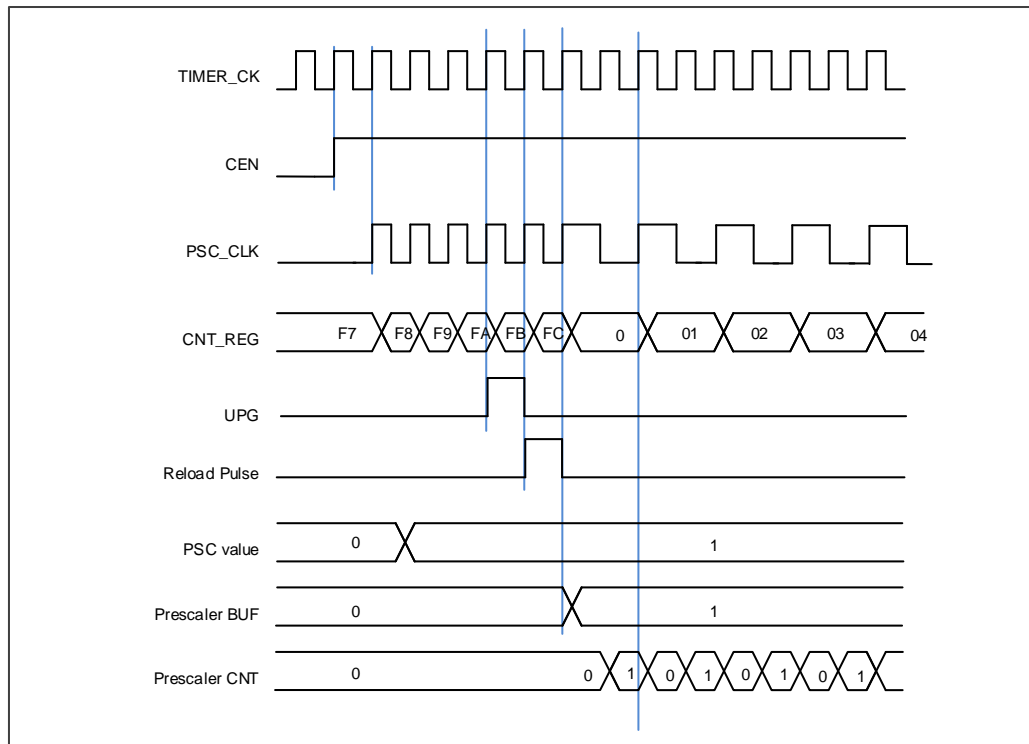 TIMER_CK
CEN
PSC_CLK
CNT_REG F7 F8 F9 FA FB FC 0 01 02 03 04
UPG
Reload Pulse
PSC value 0 1
Prescaler BUF 0 1
Prescaler CNT 0 0 1 0 1 0 1 0 1